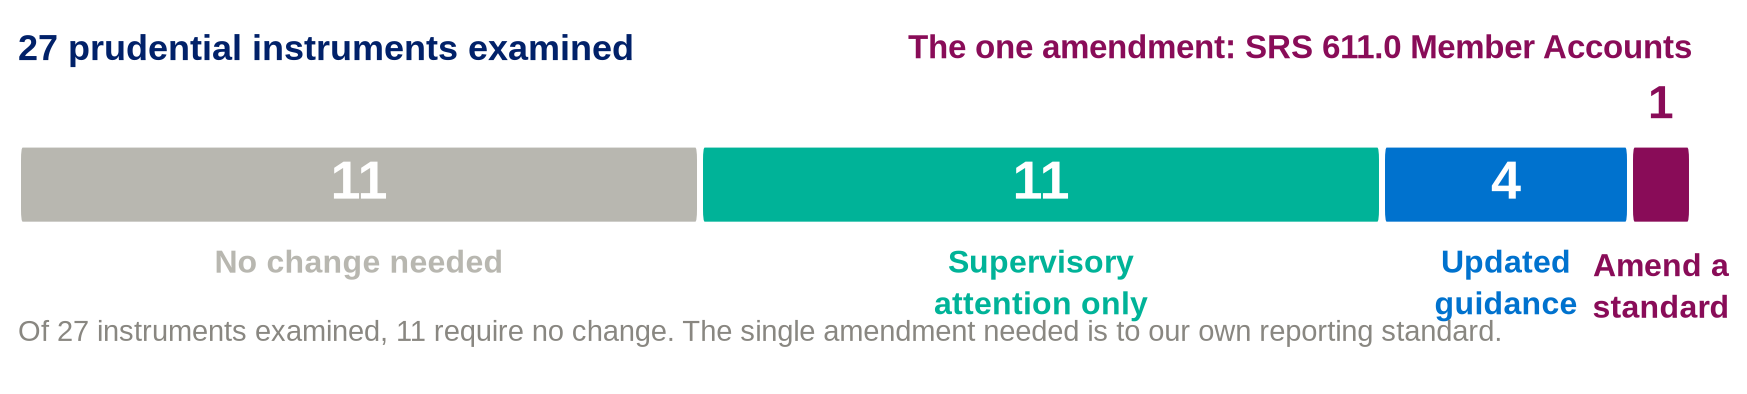 27 prudential instruments examined
The one amendment: SRS 611.0 Member Accounts
1
11
11
4
No change needed
Supervisory
attention only
Updated
guidance
Amend a
standard
Of 27 instruments examined, 11 require no change. The single amendment needed is to our own reporting standard.